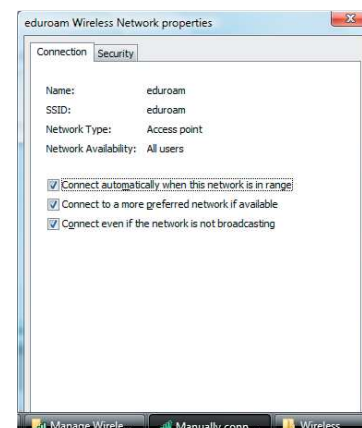 eduroam Wireless Network properties
Connection Security
Name: eduroam
SSID: eduroam
Network Type: Access point
Network Availability: All users
Connect automatically when this network is in range
Connect to a more preferred network if available
Connect even if the network is not broadcasting
Manage Wirele... Manually conn... Wireless